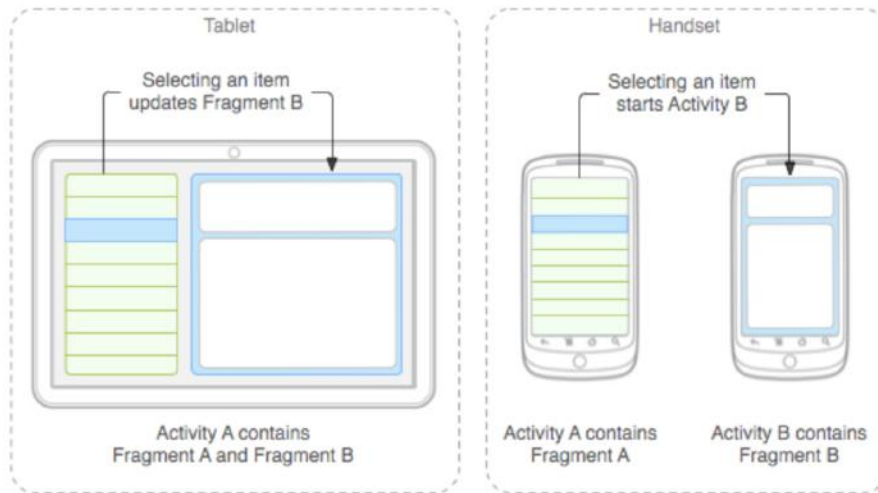 Tablet
Selecting an item
updates Fragment B
Activity A contains
Fragment A and Fragment B
Handset
Selecting an item
starts Activity B
Activity A contains
Fragment A
Activity B contains
Fragment B